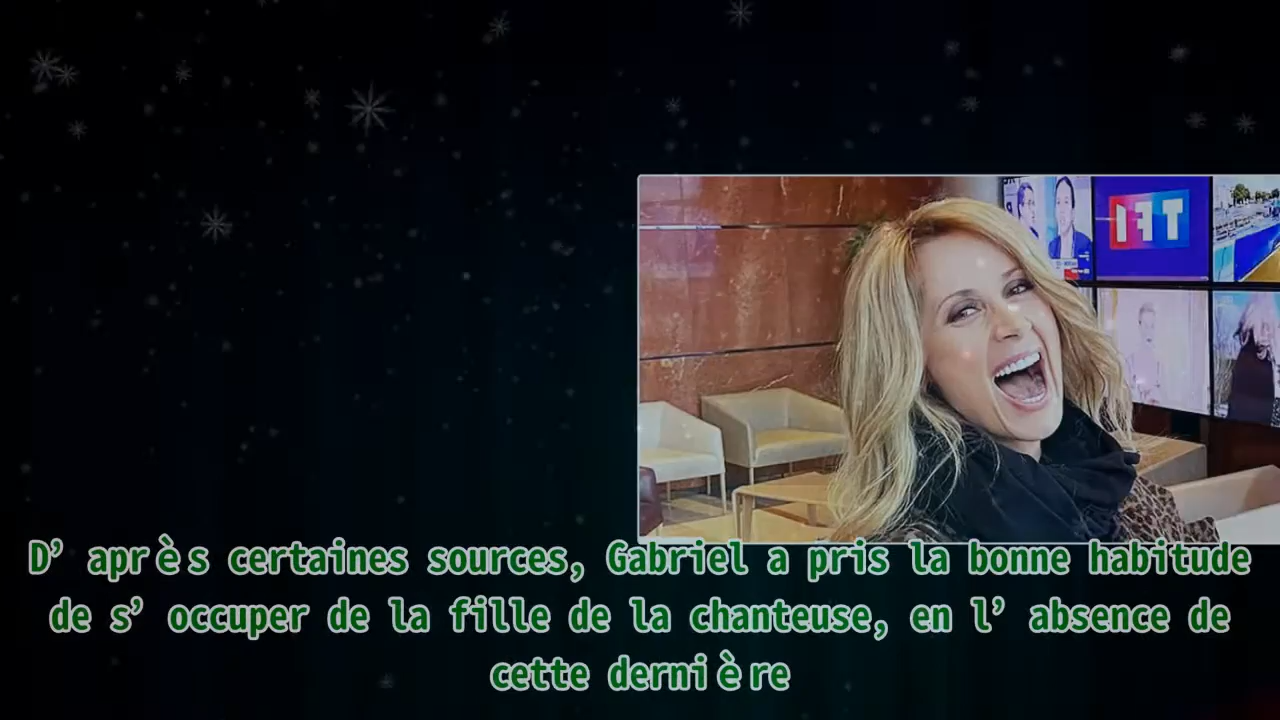 TF1
D’ après certaines sources, Gabriel a pris la bonne habitude
de s’ occuper de la fille de la chanteuse, en l’ absence de
cette dernière